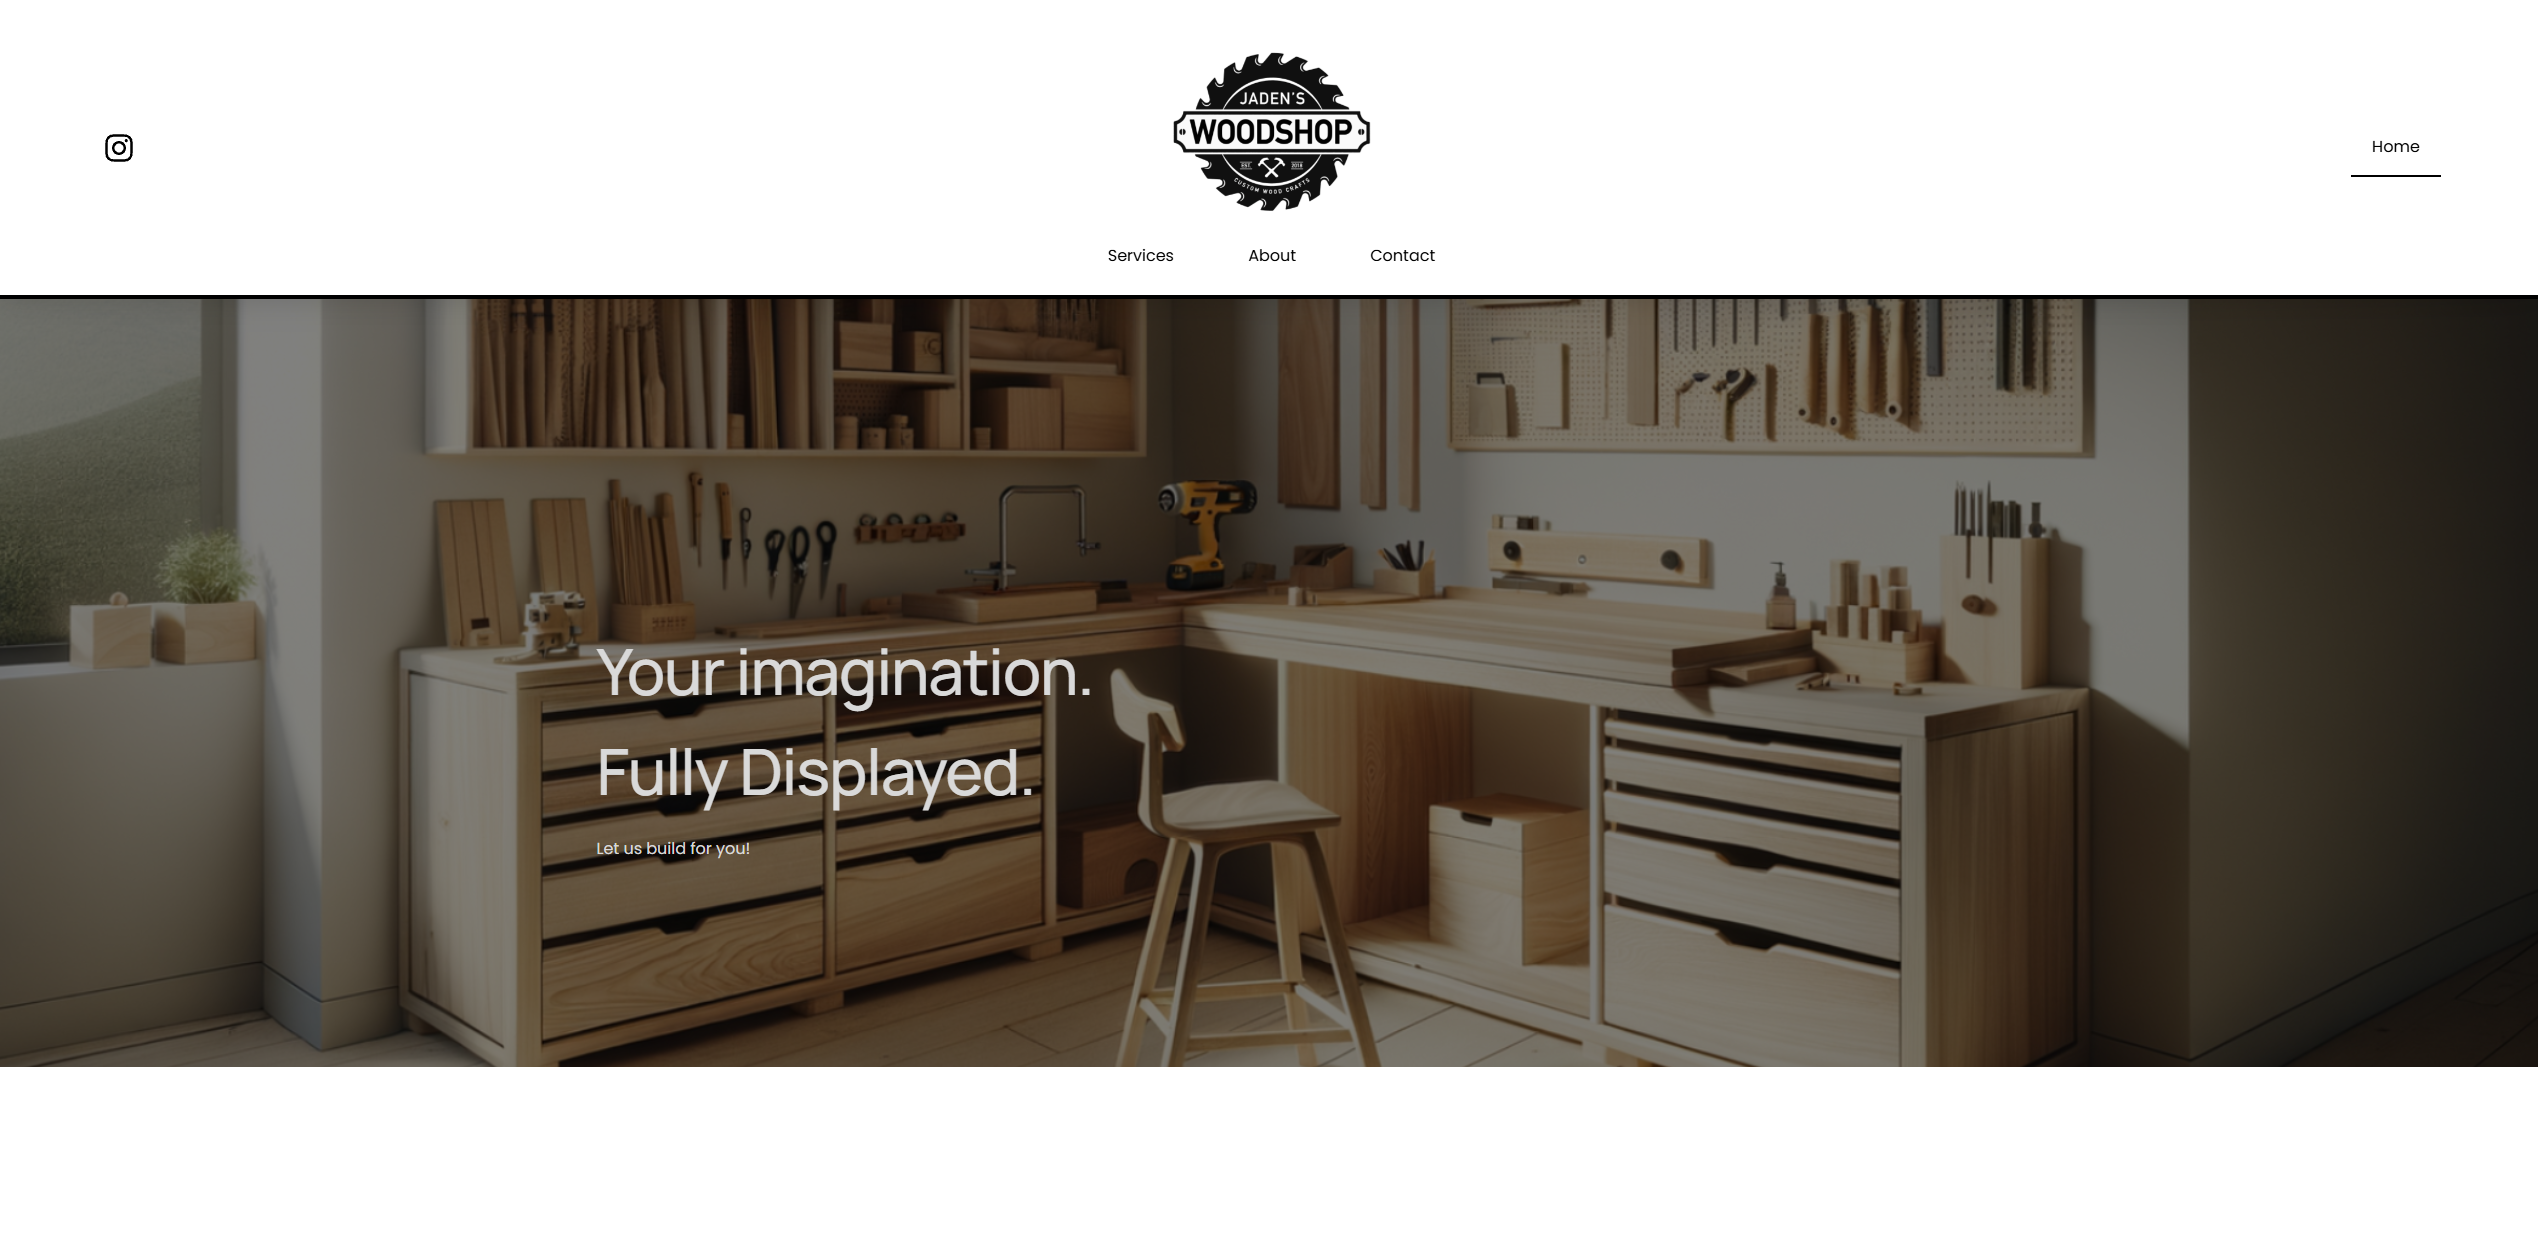 JADEN'S
WOODSHOP
EST. 2018
CUSTOM WOOD CRAFTS
Home
Services About Contact
Your imagination.
Fully Displayed.
Let us build for you!